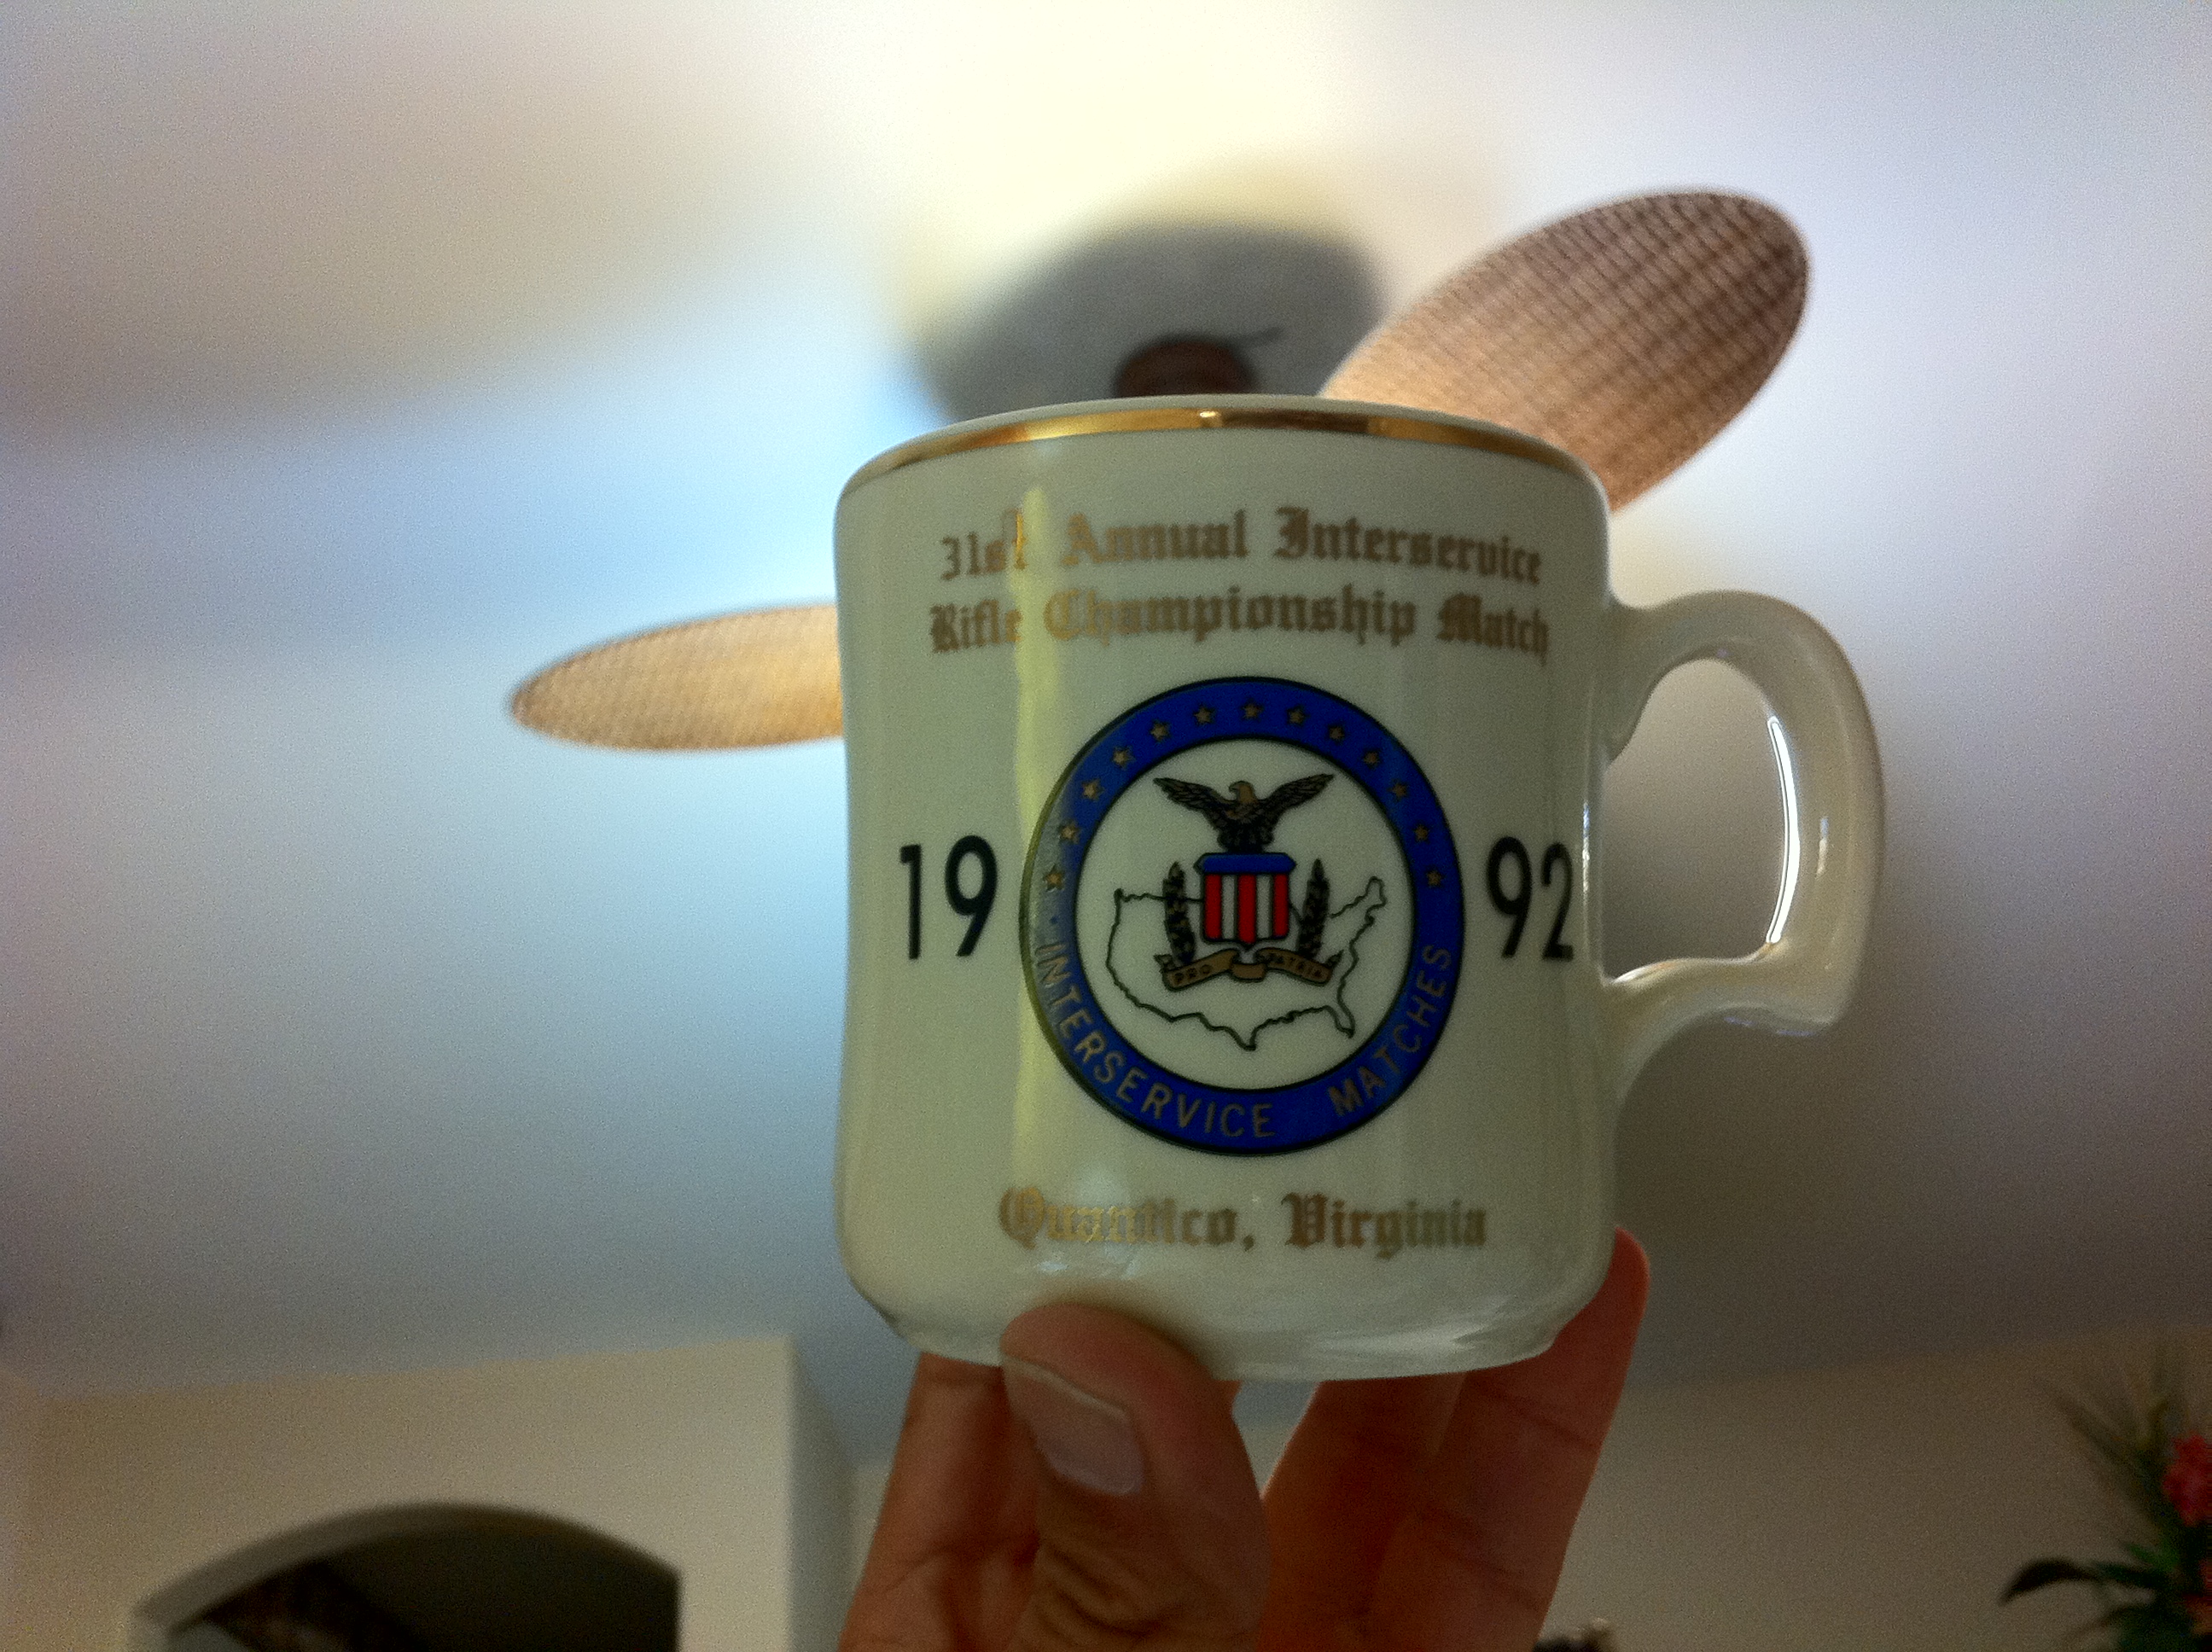 31st Annual Interservice
Rifle Championship Match
19 92
PRO PATRIA
INTERSERVICE MATCHES
Quantico, Virginia